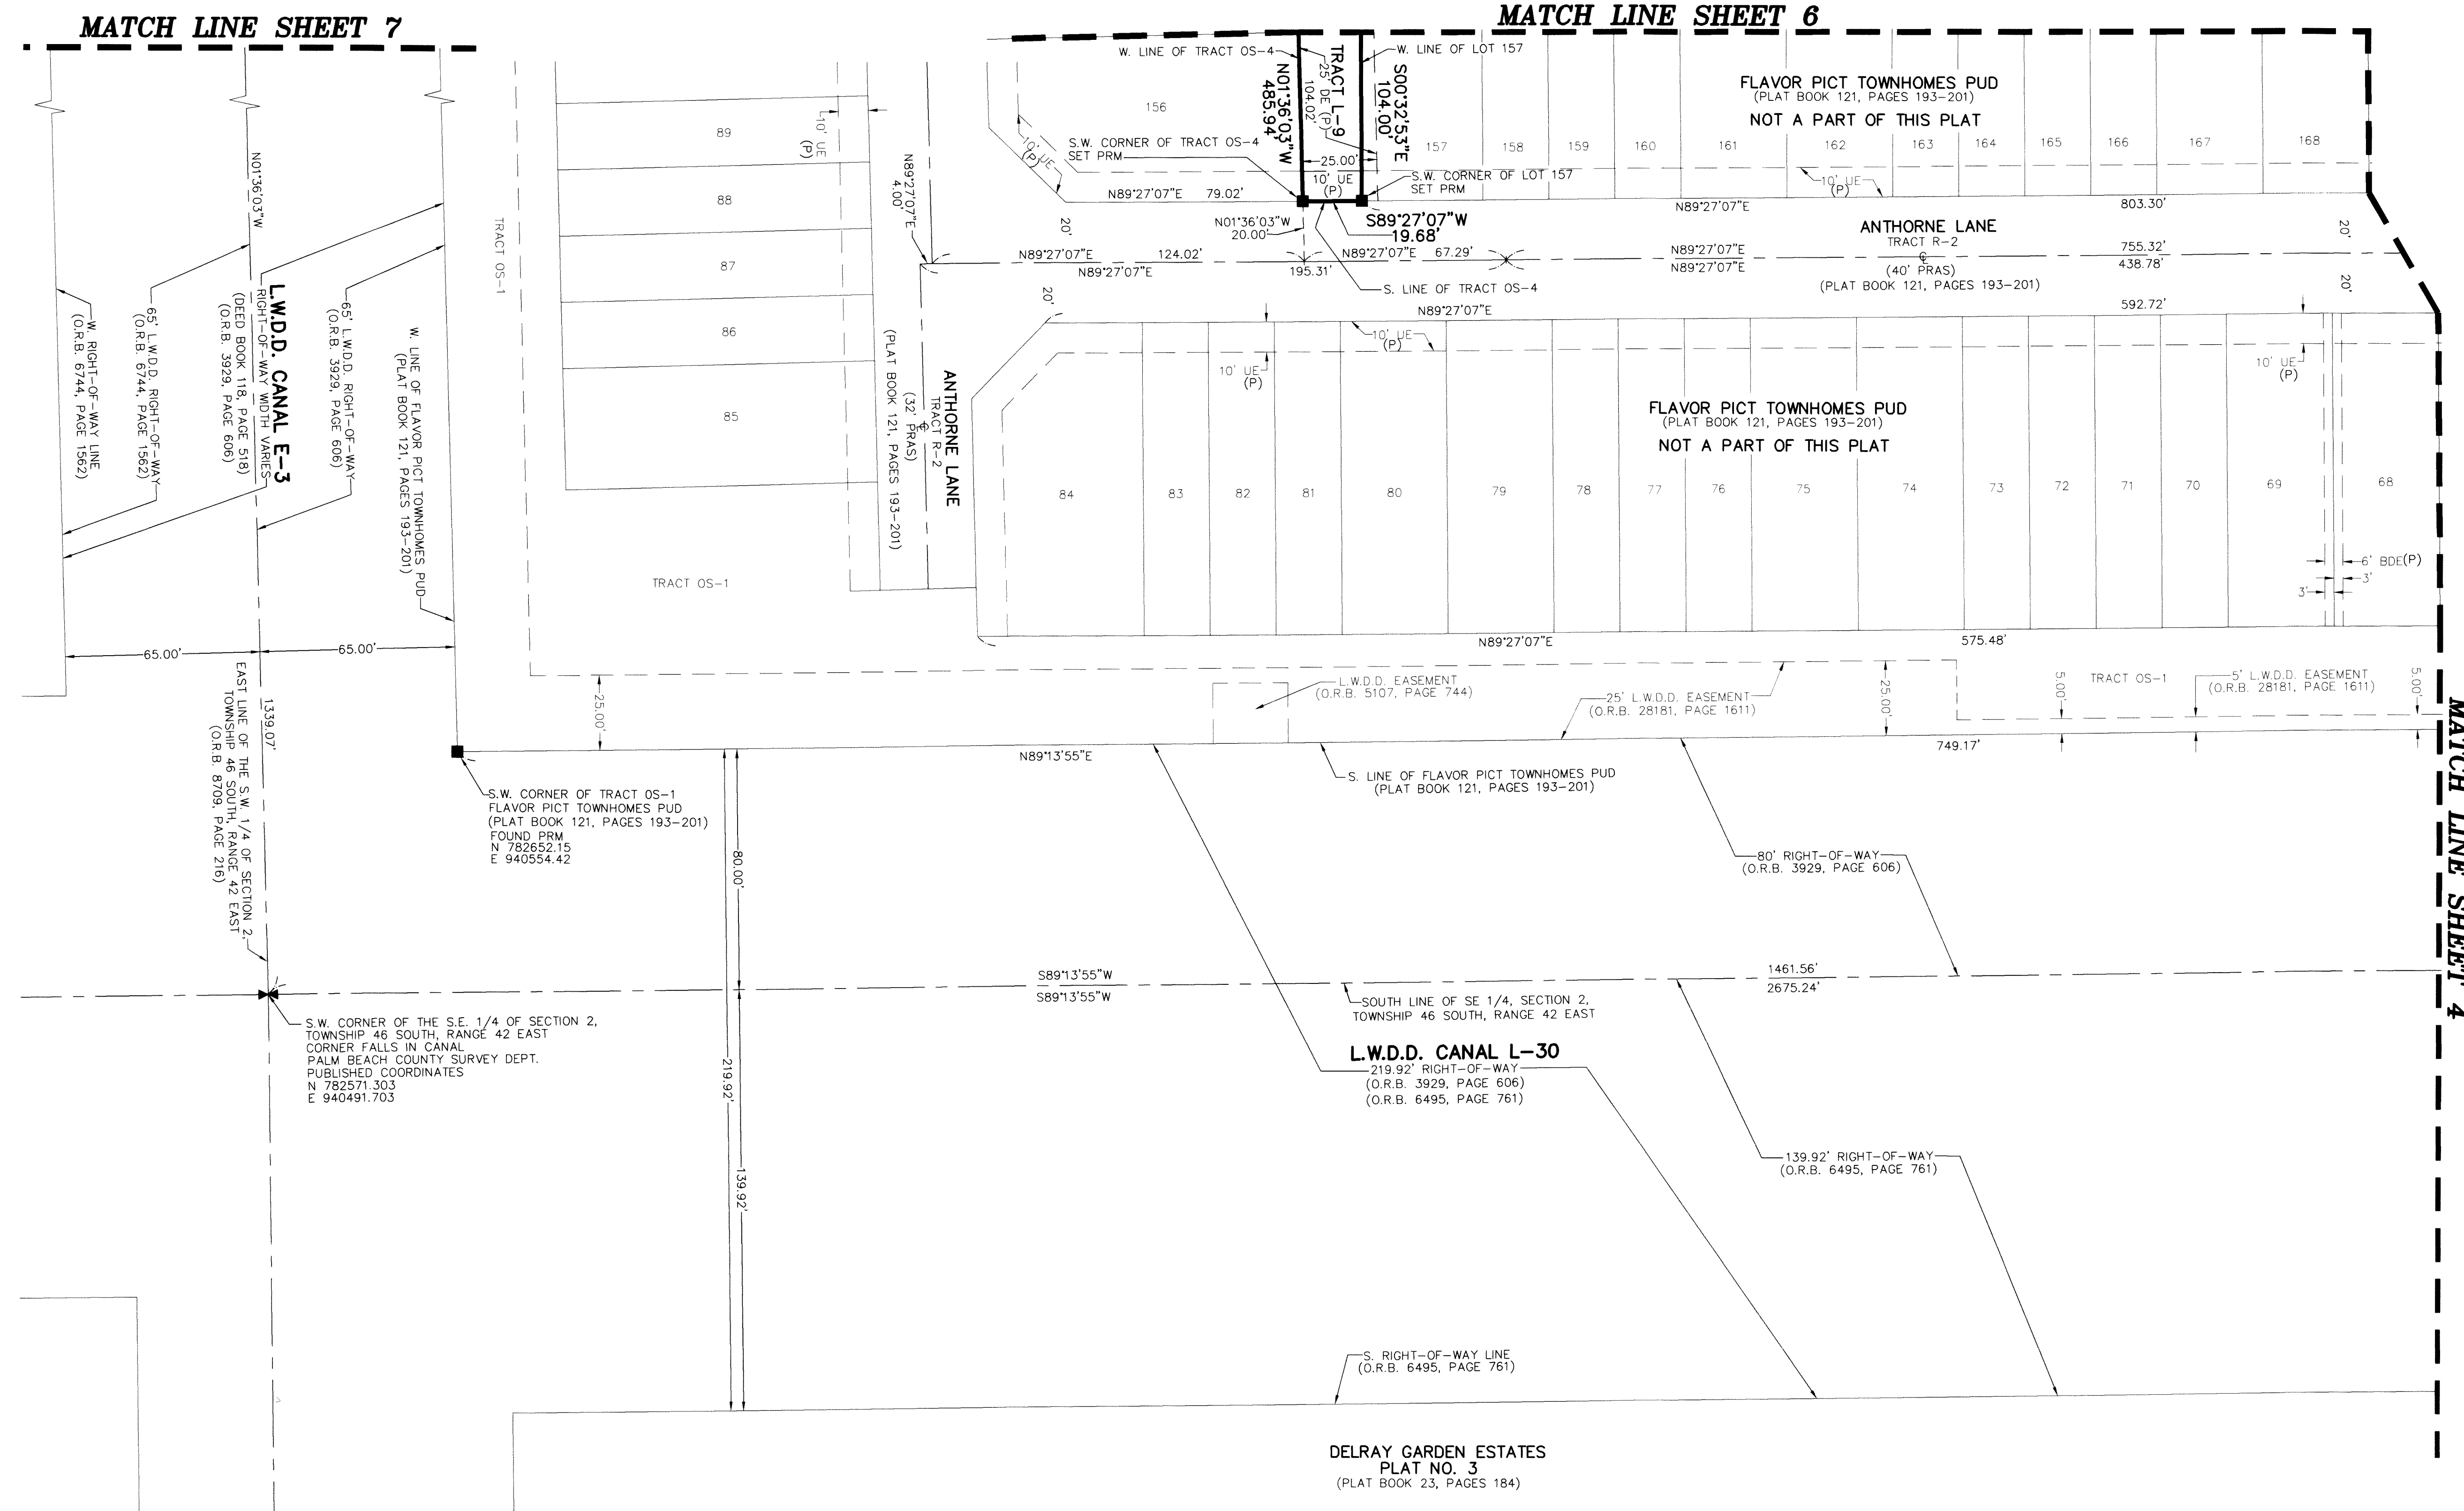 MATCH LINE SHEET 7
MATCH LINE SHEET 6
W. LINE OF TRACT OS-4
N01°36'03"W
485.94'
TRACT L-9
25' DE (P)
104.02'
W. LINE OF LOT 157
S00°32'53"E
104.00'
S.W. CORNER OF TRACT OS-4
SET PRM
25.00'
10' UE
(P)
S.W. CORNER OF LOT 157
SET PRM
FLAVOR PICT TOWNHOMES PUD
(PLAT BOOK 121, PAGES 193-201)
NOT A PART OF THIS PLAT
156
157
158
159
160
161
162
163
164
165
166
167
168
10' UE
(P)
10' UE
(P)
N89°27'07"E 79.02'
N01°36'03"W
20.00'
S89°27'07"W
19.68'
N89°27'07"E
803.30'
ANTHORNE LANE
TRACT R-2
℄
(40' PRAS)
(PLAT BOOK 121, PAGES 193-201)
N89°27'07"E
755.32'
N89°27'07"E
438.78'
20'
20'
20'
20'
N89°27'07"E
4.00'
N89°27'07"E 124.02'
N89°27'07"E
195.31'
N89°27'07"E 67.29'
S. LINE OF TRACT OS-4
N89°27'07"E
592.72'
10' UE
(P)
10' UE
(P)
10' UE
(P)
10' UE
(P)
89
88
87
86
85
TRACT OS-1
TRACT OS-1
ANTHORNE LANE
TRACT R-2
℄
(32' PRAS)
(PLAT BOOK 121, PAGES 193-201)
FLAVOR PICT TOWNHOMES PUD
(PLAT BOOK 121, PAGES 193-201)
NOT A PART OF THIS PLAT
84
83
82
81
80
79
78
77
76
75
74
73
72
71
70
69
68
6' BDE(P)
3'
3'
N89°27'07"E
575.48'
N01°36'03"W
L.W.D.D. CANAL E-3
RIGHT-OF-WAY WIDTH VARIES
(DEED BOOK 118, PAGE 518)
(O.R.B. 3929, PAGE 606)
65' L.W.D.D. RIGHT-OF-WAY
(O.R.B. 3929, PAGE 606)
W. LINE OF FLAVOR PICT TOWNHOMES PUD
(PLAT BOOK 121, PAGES 193-201)
65' L.W.D.D. RIGHT-OF-WAY
(O.R.B. 6744, PAGE 1562)
W. RIGHT-OF-WAY LINE
(O.R.B. 6744, PAGE 1562)
65.00'
65.00'
1339.07'
EAST LINE OF THE S.W. 1/4 OF SECTION 2,
TOWNSHIP 46 SOUTH, RANGE 42 EAST
(O.R.B. 8709, PAGE 216)
25.00'
L.W.D.D. EASEMENT
(O.R.B. 5107, PAGE 744)
25' L.W.D.D. EASEMENT
(O.R.B. 28181, PAGE 1611)
25.00'
5.00'
TRACT OS-1
5' L.W.D.D. EASEMENT
(O.R.B. 28181, PAGE 1611)
5.00'
N89°13'55"E
749.17'
S. LINE OF FLAVOR PICT TOWNHOMES PUD
(PLAT BOOK 121, PAGES 193-201)
S.W. CORNER OF TRACT OS-1
FLAVOR PICT TOWNHOMES PUD
(PLAT BOOK 121, PAGES 193-201)
FOUND PRM
N 782652.15
E 940554.42
80.00'
80' RIGHT-OF-WAY
(O.R.B. 3929, PAGE 606)
MATCH LINE SHEET 4
S89°13'55"W
1461.56'
S89°13'55"W
2675.24'
S.W. CORNER OF THE S.E. 1/4 OF SECTION 2,
TOWNSHIP 46 SOUTH, RANGE 42 EAST
CORNER FALLS IN CANAL
PALM BEACH COUNTY SURVEY DEPT.
PUBLISHED COORDINATES
N 782571.303
E 940491.703
SOUTH LINE OF SE 1/4, SECTION 2,
TOWNSHIP 46 SOUTH, RANGE 42 EAST
L.W.D.D. CANAL L-30
219.92' RIGHT-OF-WAY
(O.R.B. 3929, PAGE 606)
(O.R.B. 6495, PAGE 761)
219.92'
139.92'
139.92' RIGHT-OF-WAY
(O.R.B. 6495, PAGE 761)
S. RIGHT-OF-WAY LINE
(O.R.B. 6495, PAGE 761)
DELRAY GARDEN ESTATES
PLAT NO. 3
(PLAT BOOK 23, PAGES 184)